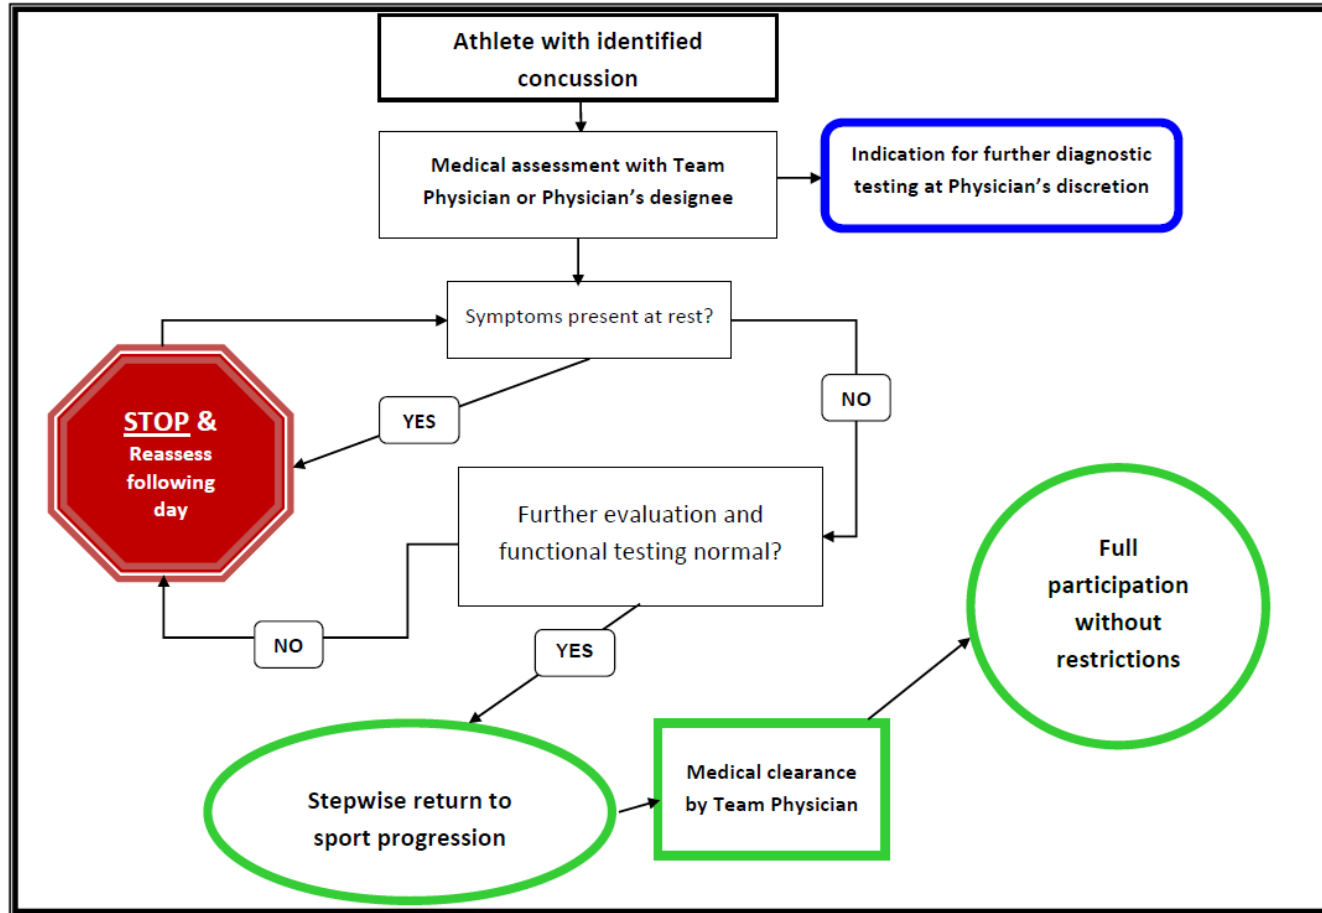 Athlete with identified
concussion
Medical assessment with Team
Physician or Physician’s designee
Indication for further diagnostic
testing at Physician’s discretion
Symptoms present at rest?
YES
NO
STOP &
Reassess
following
day
Further evaluation and
functional testing normal?
NO
YES
Full
participation
without
restrictions
Stepwise return to
sport progression
Medical clearance
by Team Physician